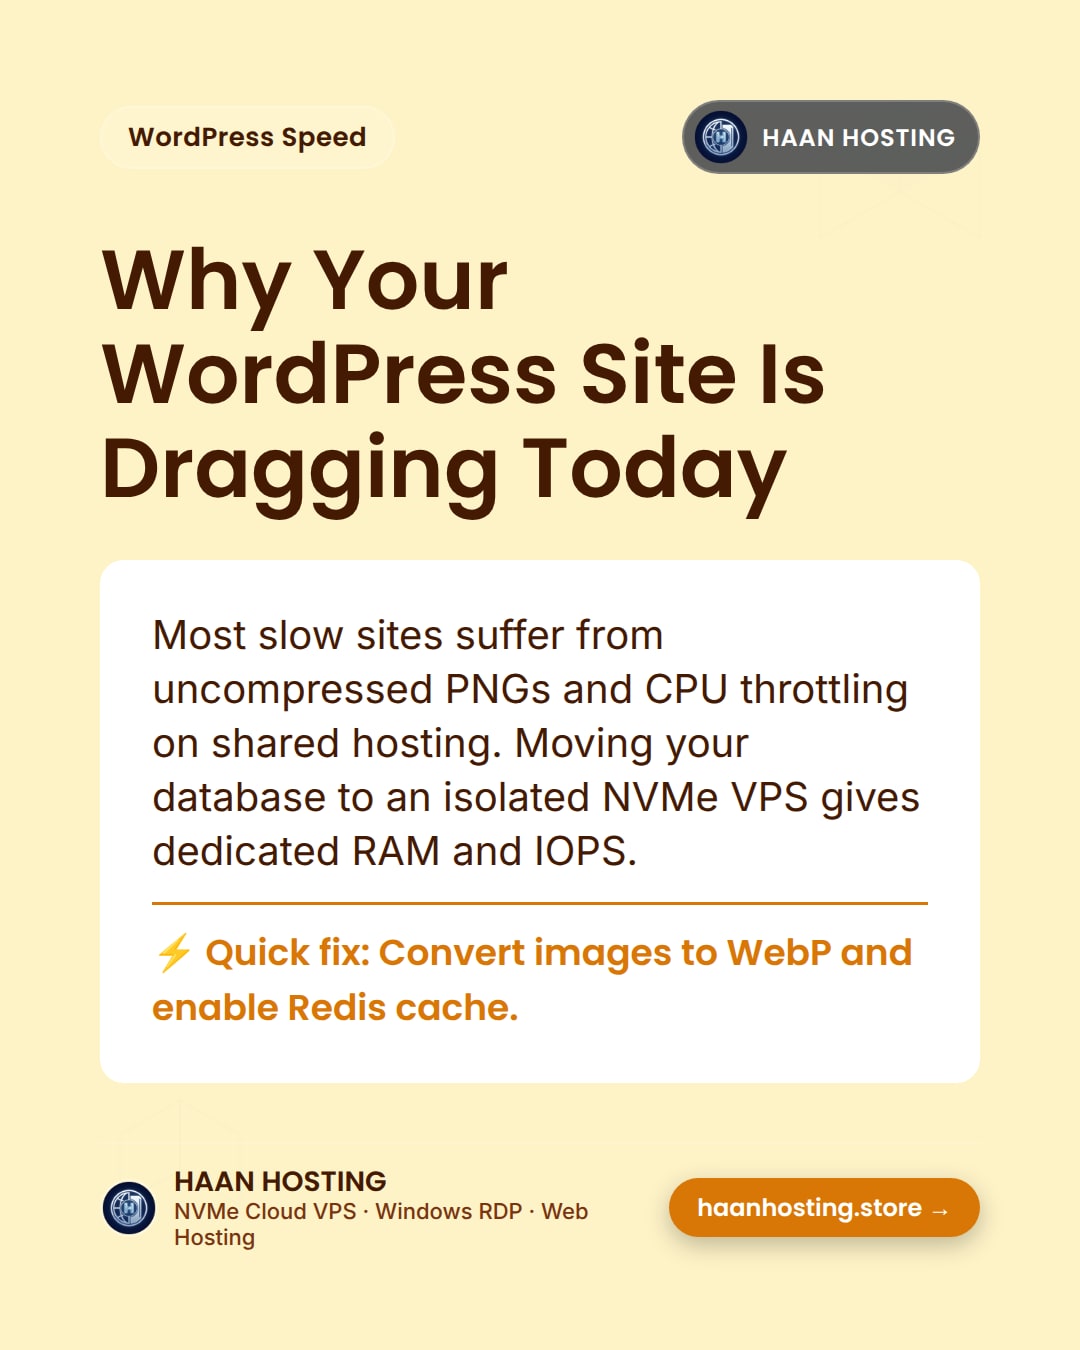 WordPress Speed
HAAN HOSTING
Why Your
WordPress Site Is
Dragging Today
Most slow sites suffer from
uncompressed PNGs and CPU throttling
on shared hosting. Moving your
database to an isolated NVMe VPS gives
dedicated RAM and IOPS.
⚡ Quick fix: Convert images to WebP and
enable Redis cache.
HAAN HOSTING
NVMe Cloud VPS · Windows RDP · Web
Hosting
haanhosting.store →